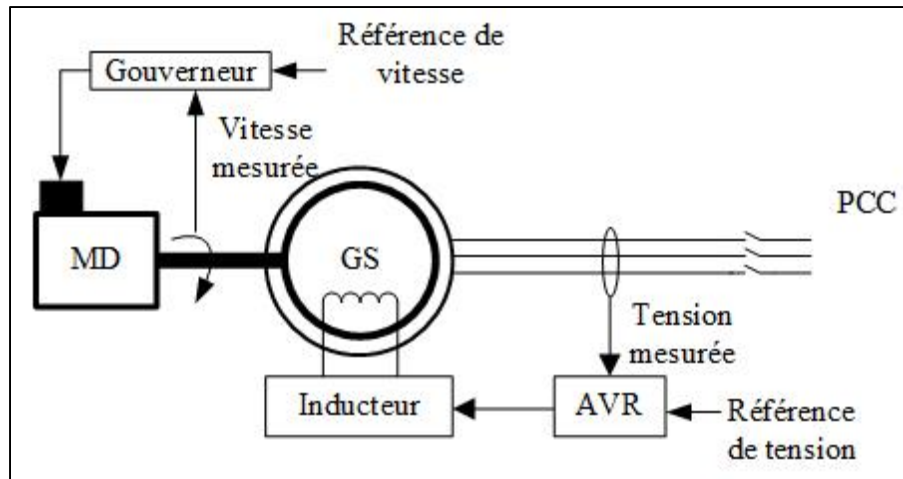 Référence de
vitesse
Gouverneur
Vitesse
mesurée
PCC
MD
GS
Tension
mesurée
Inducteur
AVR
Référence
de tension